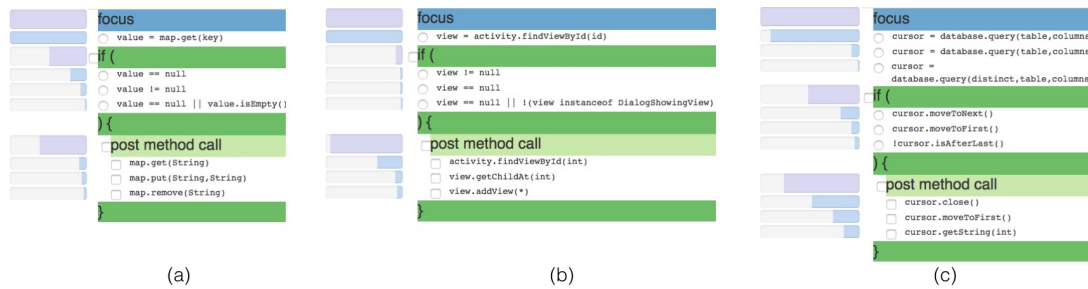 focus
value = map.get(key)
if (
value == null
value != null
value == null || value.isEmpty()
) {
post method call
map.get(String)
map.put(String,String)
map.remove(String)
}
(a)
focus
view = activity.findViewById(id)
if (
view != null
view == null
view == null || !(view instanceof DialogShowingView)
) {
post method call
activity.findViewById(int)
view.getChildAt(int)
view.addView(*)
}
(b)
focus
cursor = database.query(table,columns
cursor = database.query(table,columns
cursor =
database.query(distinct,table,columns
if (
cursor.moveToNext()
cursor.moveToFirst()
!cursor.isAfterLast()
) {
post method call
cursor.close()
cursor.moveToFirst()
cursor.getString(int)
}
(c)